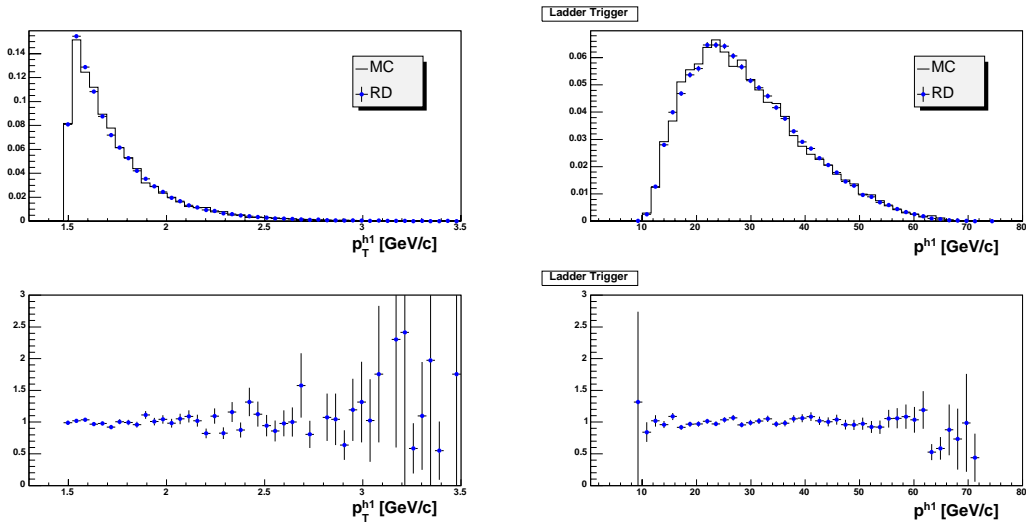 0.14
0.12
0.1
0.08
0.06
0.04
0.02
0
MC
RD
1.5 2 2.5 3 3.5
p_T^h1 [GeV/c]
Ladder Trigger
0.06
0.05
0.04
0.03
0.02
0.01
0
MC
RD
10 20 30 40 50 60 70 80
p^h1 [GeV/c]
3
2.5
2
1.5
1
0.5
0
1.5 2 2.5 3 3.5
p_T^h1 [GeV/c]
Ladder Trigger
3
2.5
2
1.5
1
0.5
0
10 20 30 40 50 60 70 80
p^h1 [GeV/c]